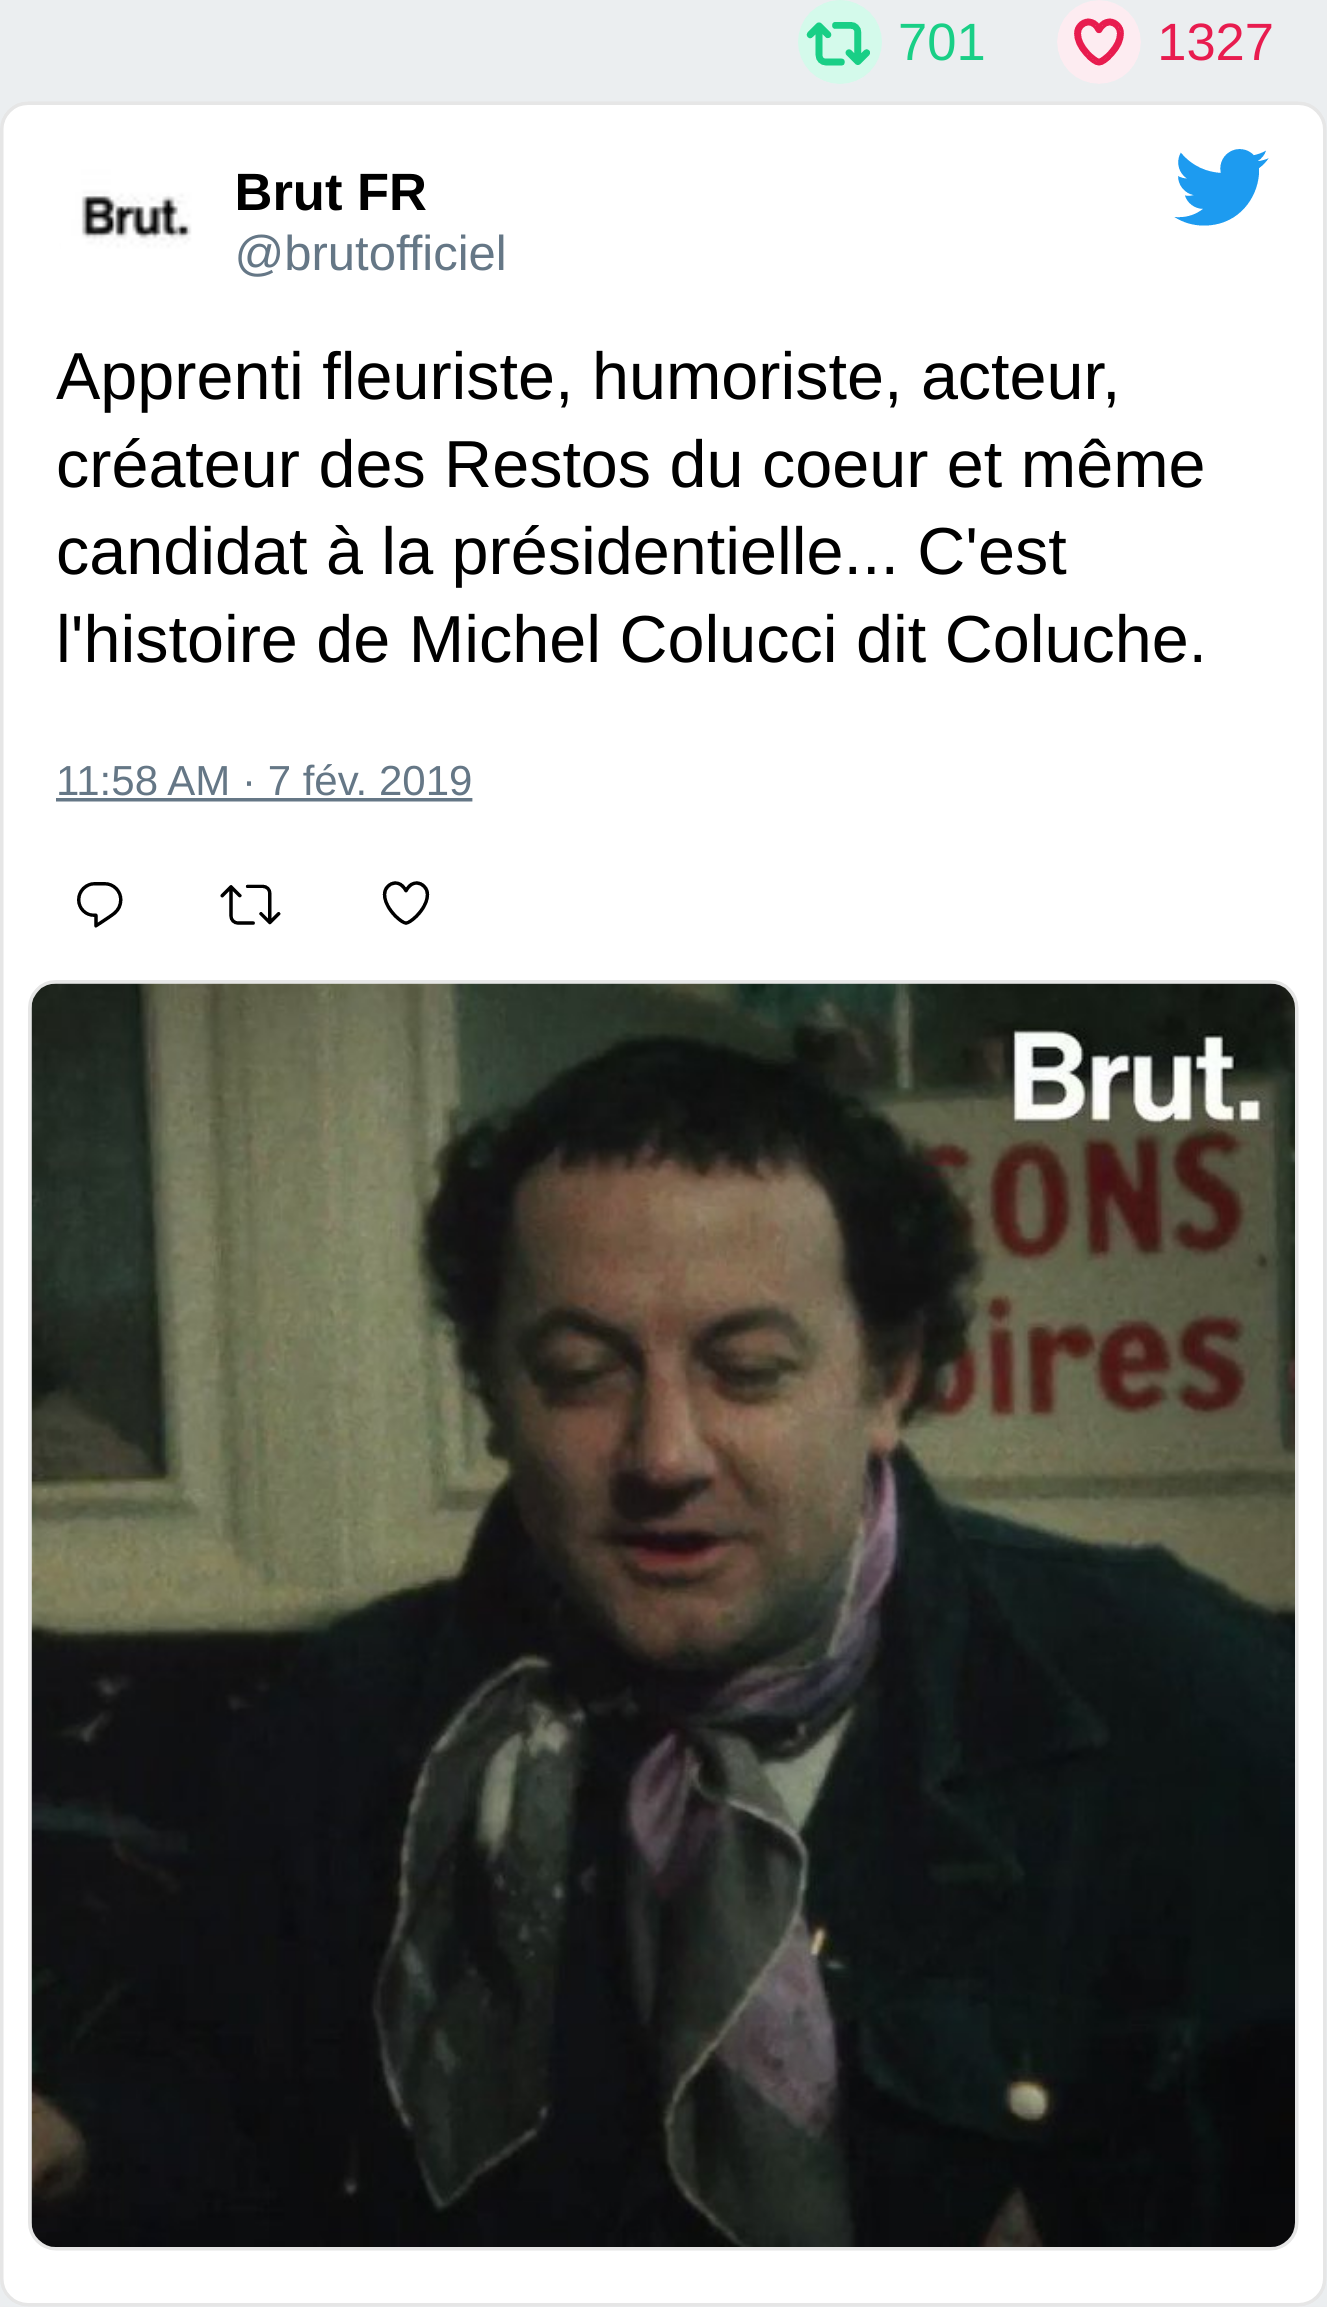 701 1327
Brut.
Brut FR
@brutofficiel
Apprenti fleuriste, humoriste, acteur,
créateur des Restos du coeur et même
candidat à la présidentielle... C'est
l'histoire de Michel Colucci dit Coluche.
11:58 AM · 7 fév. 2019
Brut.
ONS
ires